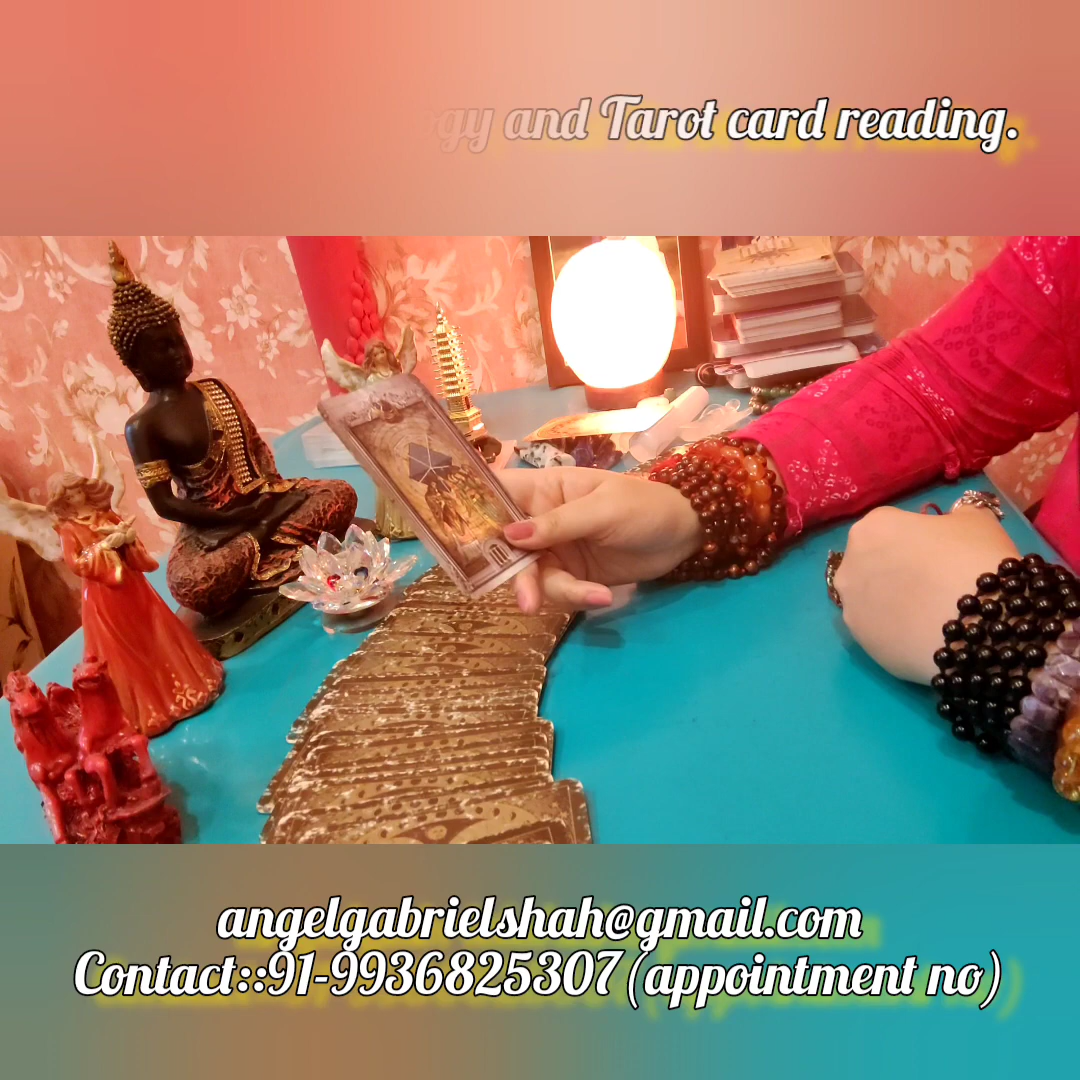 and Tarot card reading.
angelgabrielshah@gmail.com
Contact::91-9936825307(appointment no)